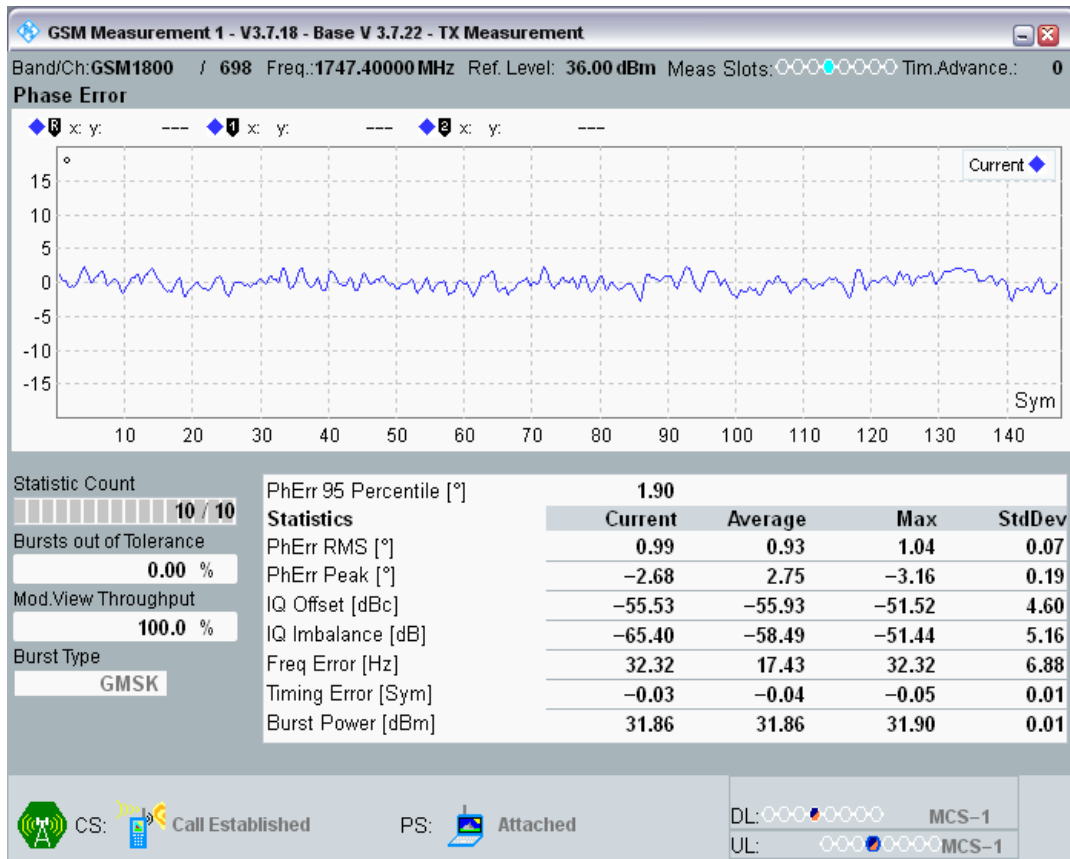 GSM Measurement 1 - V3.7.18 - Base V 3.7.22 - TX Measurement
Band/Ch:GSM1800 / 698 Freq.:1747.40000 MHz Ref. Level: 36.00 dBm Meas Slots: Tim.Advance.: 0
Phase Error
R x: y: --- 1 x: y: --- 2 x: y: ---
°
Current
15
10
5
0
-5
-10
-15
Sym
10 20 30 40 50 60 70 80 90 100 110 120 130 140
Statistic Count
10 / 10
Bursts out of Tolerance
0.00 %
Mod.View Throughput
100.0 %
Burst Type
GMSK
PhErr 95 Percentile [°] 1.90
Statistics Current Average Max StdDev
PhErr RMS [°] 0.99 0.93 1.04 0.07
PhErr Peak [°] −2.68 2.75 −3.16 0.19
IQ Offset [dBc] −55.53 −55.93 −51.52 4.60
IQ Imbalance [dB] −65.40 −58.49 −51.44 5.16
Freq Error [Hz] 32.32 17.43 32.32 6.88
Timing Error [Sym] −0.03 −0.04 −0.05 0.01
Burst Power [dBm] 31.86 31.86 31.90 0.01
CS: Call Established PS: Attached
DL: MCS−1
UL: MCS−1